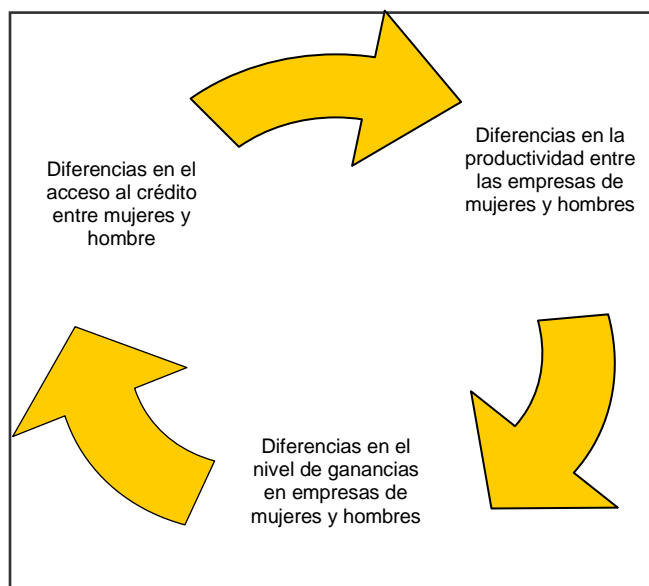 Diferencias en el
acceso al crédito
entre mujeres y
hombre
Diferencias en la
productividad entre
las empresas de
mujeres y hombres
Diferencias en el
nivel de ganancias
en empresas de
mujeres y hombres